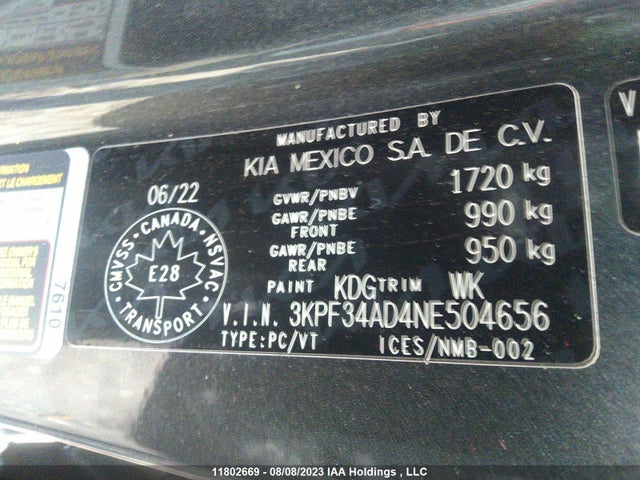 MANUFACTURED BY
KIA MEXICO S.A. DE C.V.
06/22
GVWR/PNBV 1720 kg
GAWR/PNBE FRONT 990 kg
GAWR/PNBE REAR 950 kg
PAINT KDG TRIM WK
V.I.N. 3KPF34AD4NE504656
TYPE:PC/VT ICES/NMB-002
CMVSS · CANADA · NSVAC
E28
TRANSPORT
LE CHARGEMENT
7610
V
11802669 - 08/08/2023 IAA Holdings , LLC